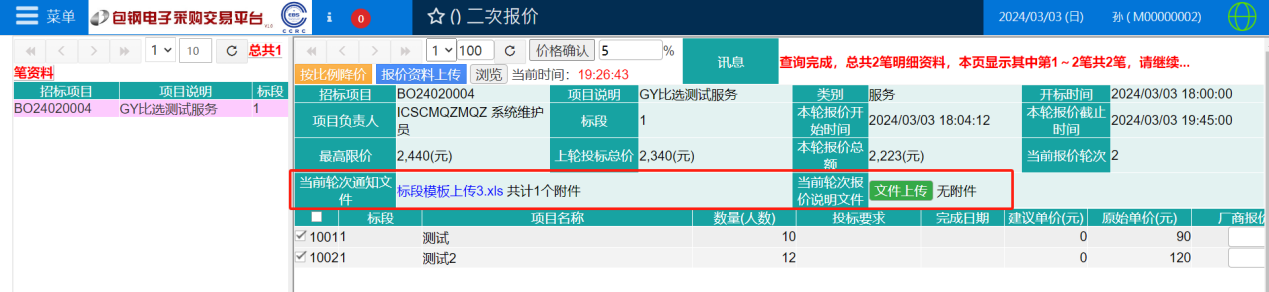 菜单 包钢电子采购交易平台 V1.0 CBS CCRC i 0 () 二次报价 2024/03/03 (日) 孙 ( M00000002)
1 10 总共1
笔资料
招标项目 项目说明 标段
BO24020004 GY比选测试服务 1
1 100 价格确认 5 %
按比例降价 报价资料上传 浏览 当前时间: 19:26:43
讯息
查询完成，总共2笔明细资料，本页显示其中第1～2笔共2笔，请继续...
招标项目 BO24020004 项目说明 GY比选测试服务 类别 服务 开标时间 2024/03/03 18:00:00
项目负责人 ICSCMQZMQZ 系统维护员 标段 1 本轮报价开始时间 2024/03/03 18:04:12 本轮报价截止时间 2024/03/03 19:45:00
最高限价 2,440(元) 上轮投标总价 2,340(元) 本轮报价总额 2,223(元) 当前报价轮次 2
当前轮次通知文件 标段模板上传3.xls 共计1个附件 当前轮次报价说明文件 文件上传 无附件
标段 项目名称 数量(人数) 投标要求 完成日期 建议单价(元) 原始单价(元) 厂商报价
10011 测试 10 0 90
10021 测试2 12 0 120